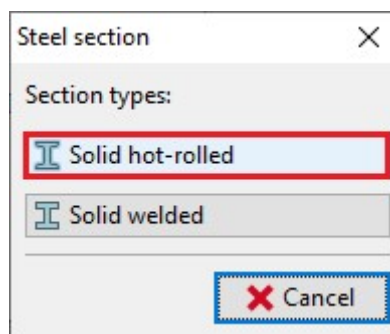 Steel section
Section types:
Solid hot-rolled
Solid welded
Cancel